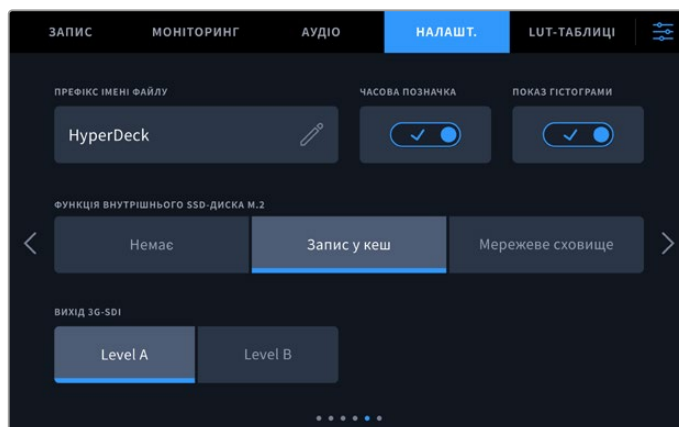 ЗАПИС МОНІТОРИНГ АУДІО НАЛАШТ. LUT-ТАБЛИЦІ
ПРЕФІКС ІМЕНІ ФАЙЛУ ЧАСОВА ПОЗНАЧКА ПОКАЗ ГІСТОГРАМИ
HyperDeck
ФУНКЦІЯ ВНУТРІШНЬОГО SSD-ДИСКА M.2
Немає Запис у кеш Мережеве сховище
ВИХІД 3G-SDI
Level A Level B